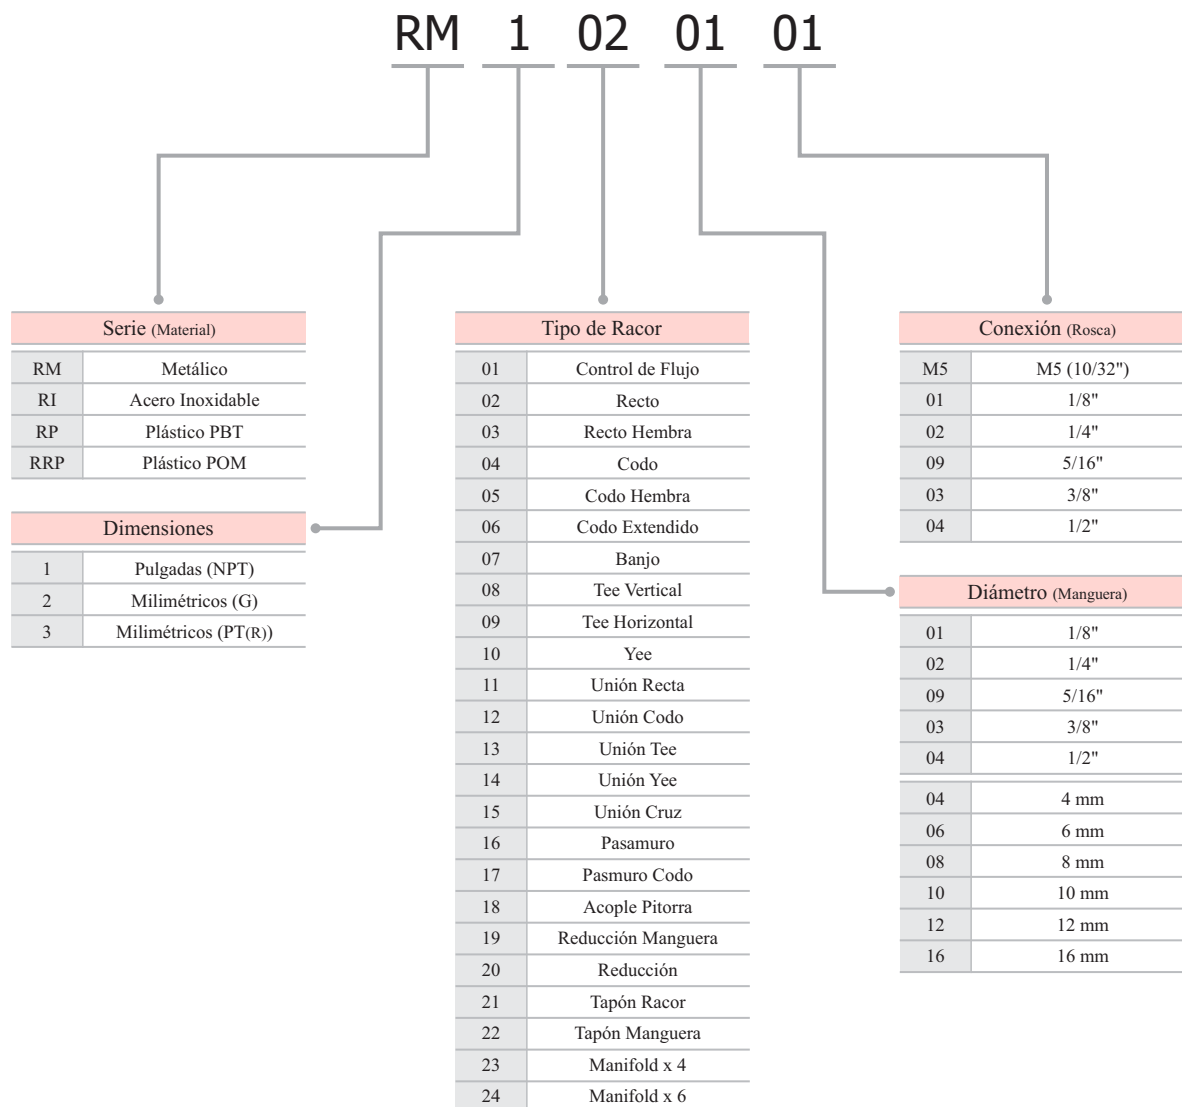 RM 1 02 01 01
Serie (Material)
RM Metálico
RI Acero Inoxidable
RP Plástico PBT
RRP Plástico POM
Dimensiones
1 Pulgadas (NPT)
2 Milimétricos (G)
3 Milimétricos (PT(R))
Tipo de Racor
01 Control de Flujo
02 Recto
03 Recto Hembra
04 Codo
05 Codo Hembra
06 Codo Extendido
07 Banjo
08 Tee Vertical
09 Tee Horizontal
10 Yee
11 Unión Recta
12 Unión Codo
13 Unión Tee
14 Unión Yee
15 Unión Cruz
16 Pasamuro
17 Pasmuro Codo
18 Acople Pitorra
19 Reducción Manguera
20 Reducción
21 Tapón Racor
22 Tapón Manguera
23 Manifold x 4
24 Manifold x 6
Conexión (Rosca)
M5 M5 (10/32")
01 1/8"
02 1/4"
09 5/16"
03 3/8"
04 1/2"
Diámetro (Manguera)
01 1/8"
02 1/4"
09 5/16"
03 3/8"
04 1/2"
04 4 mm
06 6 mm
08 8 mm
10 10 mm
12 12 mm
16 16 mm